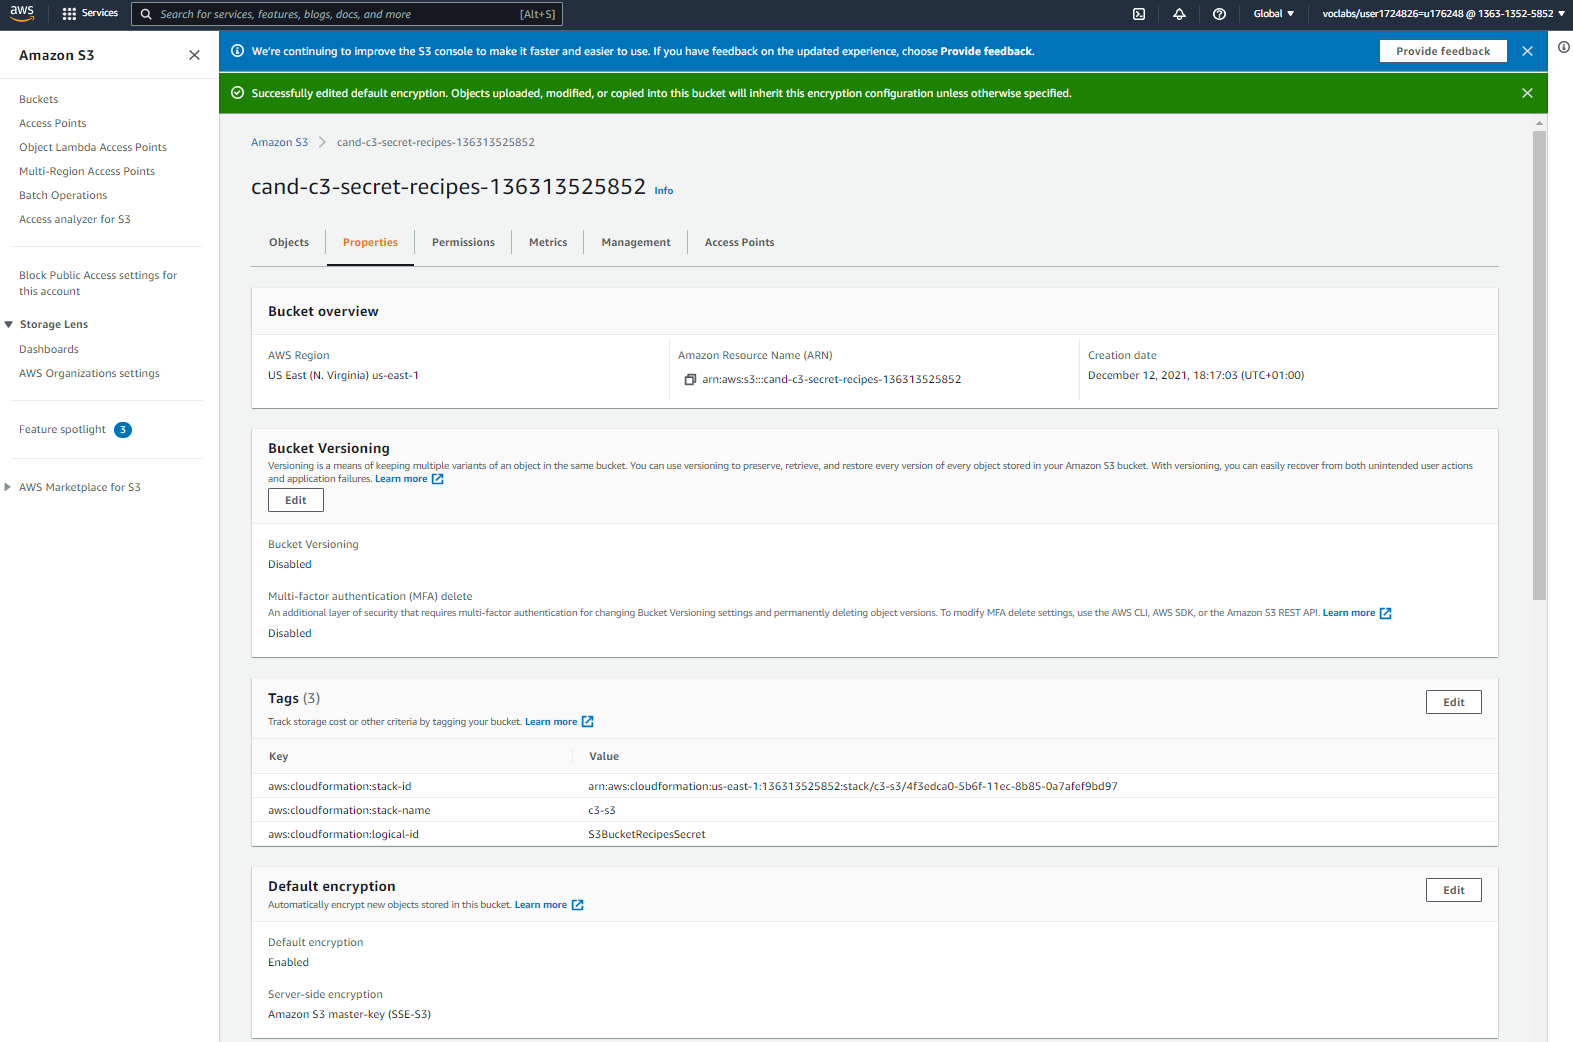 aws
Services
Search for services, features, blogs, docs, and more
[Alt+S]
Global
voclabs/user1724826=u176248 @ 1363-1352-5852
Amazon S3
Buckets
Access Points
Object Lambda Access Points
Multi-Region Access Points
Batch Operations
Access analyzer for S3
Block Public Access settings for
this account
Storage Lens
Dashboards
AWS Organizations settings
Feature spotlight 3
AWS Marketplace for S3
We're continuing to improve the S3 console to make it faster and easier to use. If you have feedback on the updated experience, choose Provide feedback.
Provide feedback
Successfully edited default encryption. Objects uploaded, modified, or copied into this bucket will inherit this encryption configuration unless otherwise specified.
Amazon S3 > cand-c3-secret-recipes-136313525852
cand-c3-secret-recipes-136313525852 Info
Objects Properties Permissions Metrics Management Access Points
Bucket overview
AWS Region
US East (N. Virginia) us-east-1
Amazon Resource Name (ARN)
arn:aws:s3:::cand-c3-secret-recipes-136313525852
Creation date
December 12, 2021, 18:17:03 (UTC+01:00)
Bucket Versioning
Versioning is a means of keeping multiple variants of an object in the same bucket. You can use versioning to preserve, retrieve, and restore every version of every object stored in your Amazon S3 bucket. With versioning, you can easily recover from both unintended user actions
and application failures. Learn more
Edit
Bucket Versioning
Disabled
Multi-factor authentication (MFA) delete
An additional layer of security that requires multi-factor authentication for changing Bucket Versioning settings and permanently deleting object versions. To modify MFA delete settings, use the AWS CLI, AWS SDK, or the Amazon S3 REST API. Learn more
Disabled
Tags (3)
Track storage cost or other criteria by tagging your bucket. Learn more
Edit
Key Value
aws:cloudformation:stack-id arn:aws:cloudformation:us-east-1:136313525852:stack/c3-s3/4f3edca0-5b6f-11ec-8b85-0a7afef9bd97
aws:cloudformation:stack-name c3-s3
aws:cloudformation:logical-id S3BucketRecipesSecret
Default encryption
Automatically encrypt new objects stored in this bucket. Learn more
Edit
Default encryption
Enabled
Server-side encryption
Amazon S3 master-key (SSE-S3)